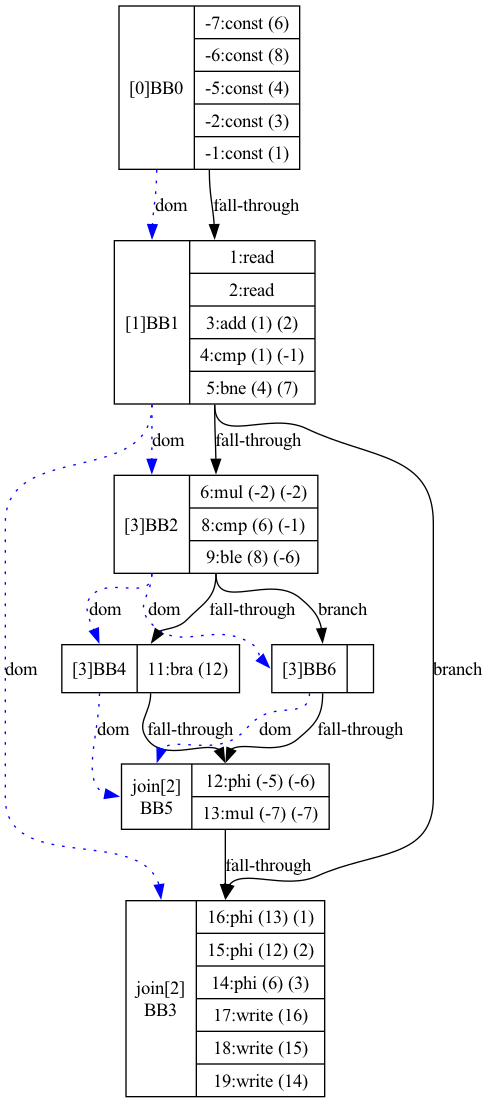 [0]BB0
-7:const (6)
-6:const (8)
-5:const (4)
-2:const (3)
-1:const (1)
dom
fall-through
[1]BB1
1:read
2:read
3:add (1) (2)
4:cmp (1) (-1)
5:bne (4) (7)
dom
fall-through
[3]BB2
6:mul (-2) (-2)
8:cmp (6) (-1)
9:ble (8) (-6)
dom
dom
fall-through
branch
dom
[3]BB4
11:bra (12)
[3]BB6
branch
dom
fall-through
dom
fall-through
join[2]
BB5
12:phi (-5) (-6)
13:mul (-7) (-7)
fall-through
join[2]
BB3
16:phi (13) (1)
15:phi (12) (2)
14:phi (6) (3)
17:write (16)
18:write (15)
19:write (14)